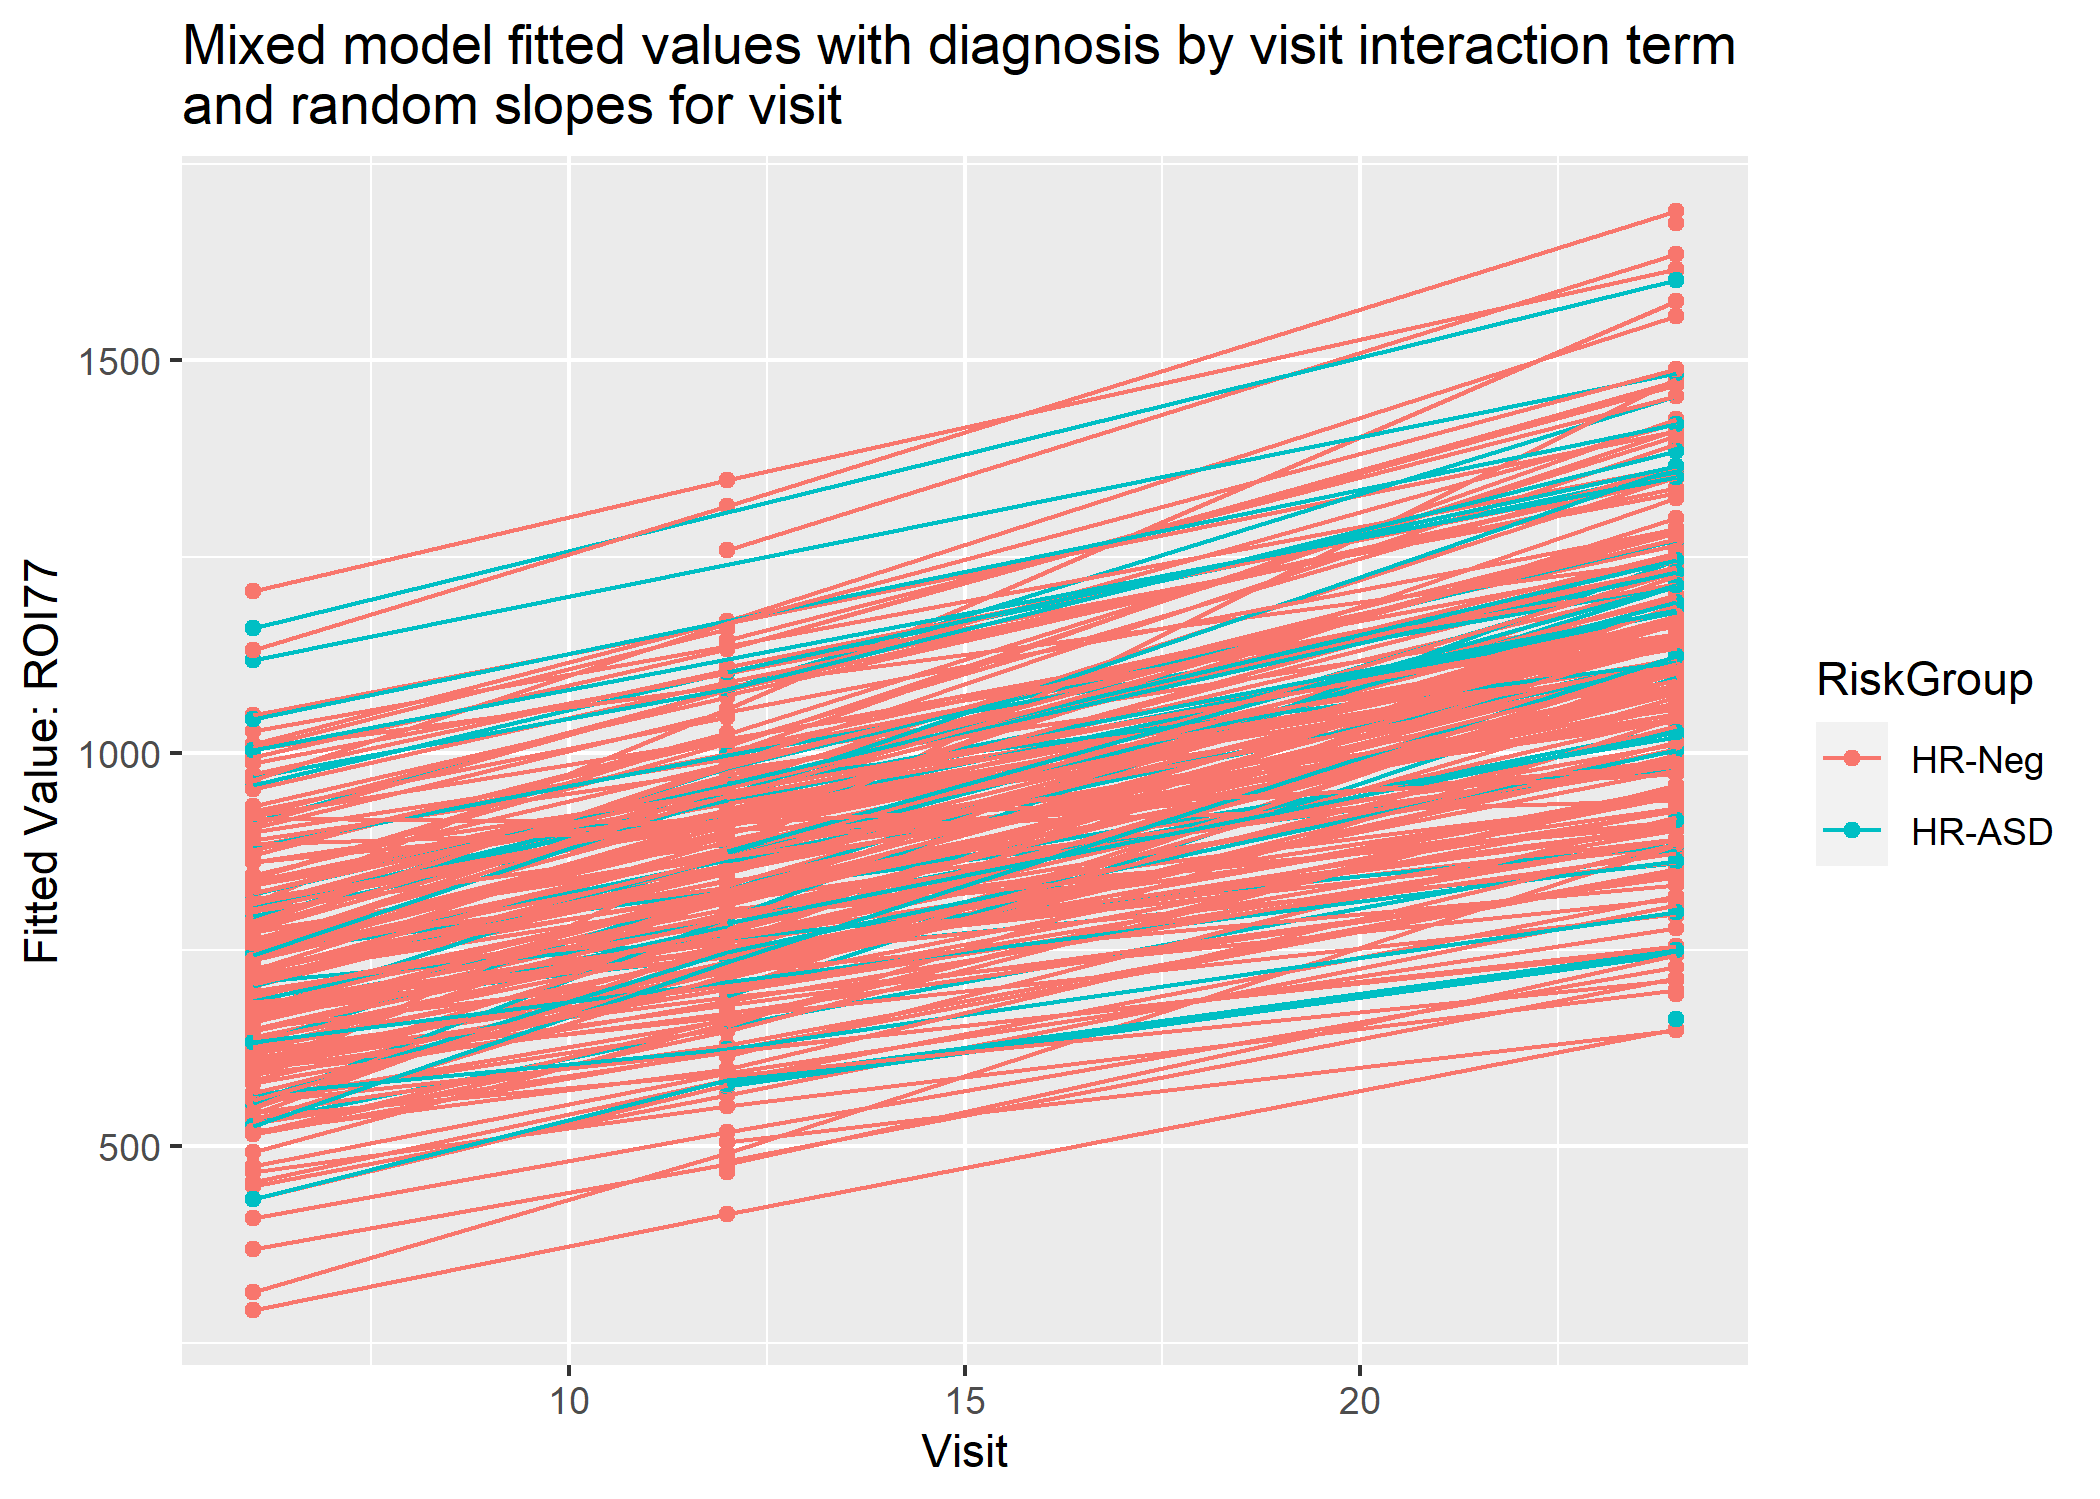 Mixed model fitted values with diagnosis by visit interaction term
and random slopes for visit
Fitted Value: ROI77
1500
1000
500
10
15
20
Visit
RiskGroup
HR-Neg
HR-ASD